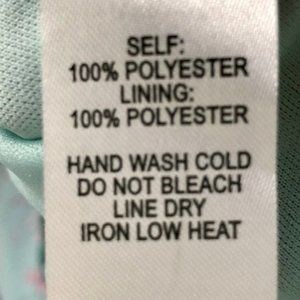 SELF:
100% POLYESTER
LINING:
100% POLYESTER
HAND WASH COLD
DO NOT BLEACH
LINE DRY
IRON LOW HEAT